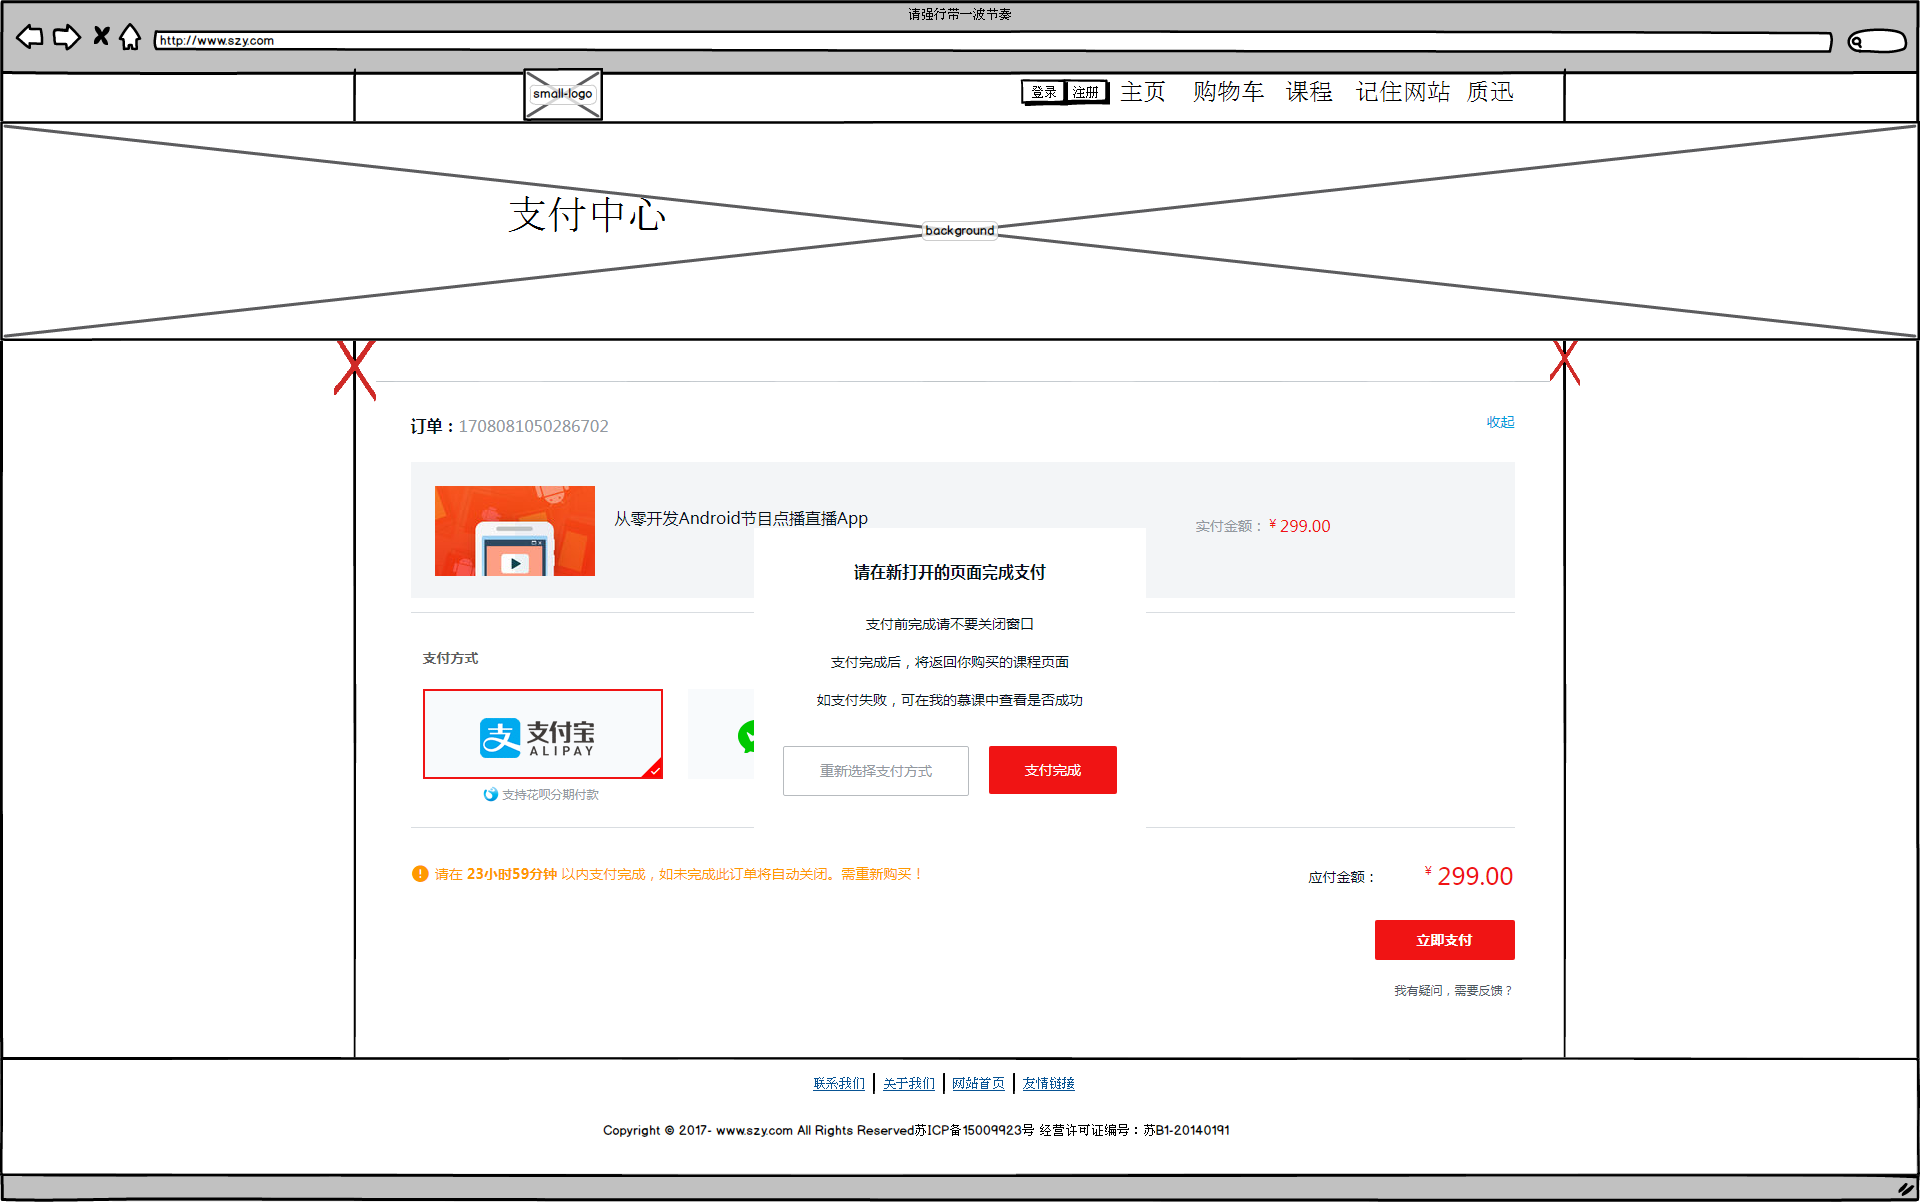 请强行带一波节奏
http://www.szy.com
small-logo
登录 注册 主页 购物车 课程 记住网站 质迅
支付中心
background
订单：1708081050286702
收起
从零开发Android节目点播直播App
实付金额：¥ 299.00
请在新打开的页面完成支付
支付前完成请不要关闭窗口
支付完成后，将返回你购买的课程页面
如支付失败，可在我的慕课中查看是否成功
重新选择支付方式 支付完成
支付方式
支 支付宝
ALIPAY
支持花呗分期付款
请在 23小时59分钟 以内支付完成，如未完成此订单将自动关闭。需重新购买！
应付金额： ¥ 299.00
立即支付
我有疑问，需要反馈？
联系我们 关于我们 网站首页 友情链接
Copyright © 2017- www.szy.com All Rights Reserved苏ICP备15009923号 经营许可证编号：苏B1-20140191